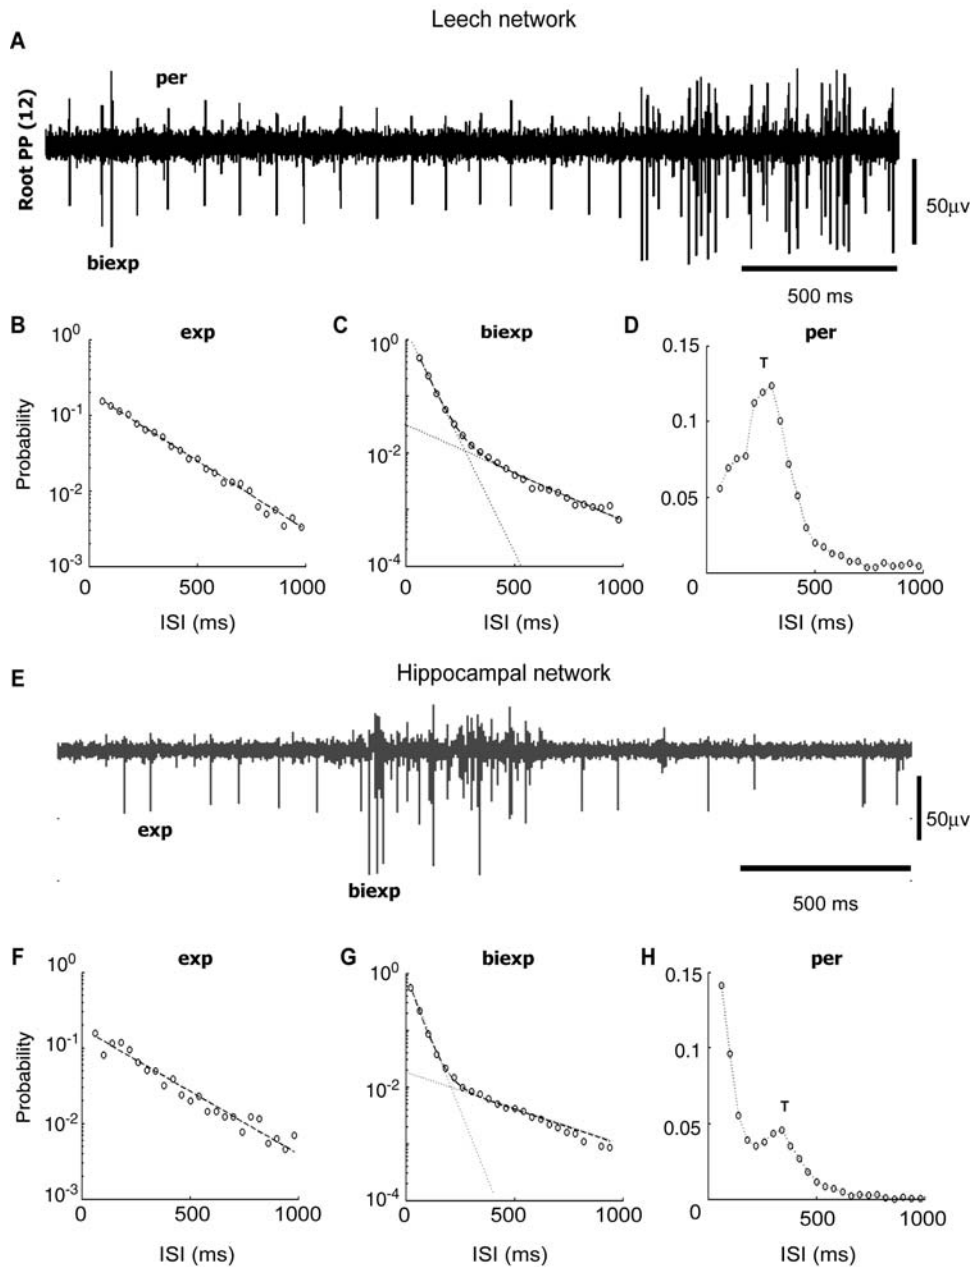 Leech network
A
per
Root PP (12)
biexp
50μv
500 ms
B exp C biexp D per
10^0 10^0 0.15
T
10^-1 0.1
Probability
10^-2 10^-2 0.05
10^-3 10^-4
0 500 1000 0 500 1000 0 500 1000
ISI (ms) ISI (ms) ISI (ms)
E Hippocampal network
exp
50μv
biexp
500 ms
F exp G biexp H per
10^0 10^0 0.15
10^-1 0.1
Probability
10^-2 10^-2 T
0.05
10^-3 10^-4 0
0 500 1000 0 500 1000 500 1000
ISI (ms) ISI (ms) ISI (ms)